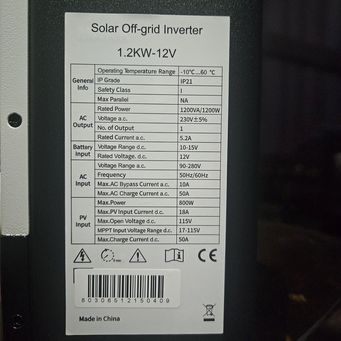 Solar Off-grid Inverter
1.2KW-12V
General Info
Operating Temperature Range -10℃...60 ℃
IP Grade IP21
Safety Class I
Max Parallel NA
AC Output
Rated Power 1200VA/1200W
Voltage a.c. 230V±5%
No. of Output 1
Rated Current a.c. 5.2A
Battery Input
Voltage Range d.c. 10-15V
Rated Voltage d.c. 12V
AC Input
Voltage Range a.c. 90-280V
Frequency 50Hz/60Hz
Max.AC Bypass Current a.c. 10A
Max.AC Charge Current d.c. 50A
PV Input
Max.Power 800W
Max.PV Input Current d.c. 18A
Max.Open Voltage d.c. 115V
MPPT Input Voltage Range d.c. 17-115V
Max.Charge Current d.c. 50A
CE
80306512150409
Made in China